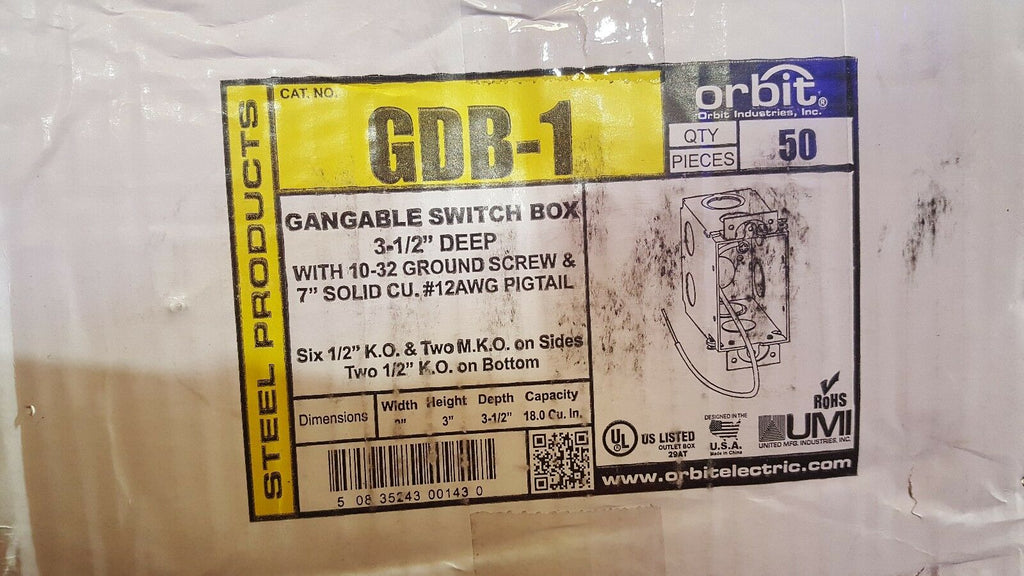 STEEL PRODUCTS
CAT. NO.
GDB-1
orbit®
Orbit Industries, Inc.
QTY
PIECES
50
GANGABLE SWITCH BOX
3-1/2" DEEP
WITH 10-32 GROUND SCREW &
7" SOLID CU. #12AWG PIGTAIL
Six 1/2" K.O. & Two M.K.O. on Sides
Two 1/2" K.O. on Bottom
Dimensions
Width Height Depth Capacity
3" 3-1/2" 18.0 Cu. In.
5 08 35243 00143 0
UL
US LISTED
OUTLET BOX
29AT
DESIGNED IN THE
U.S.A.
Made in China
RoHS
UMI
UNITED MFG. INDUSTRIES, INC.
www.orbitelectric.com